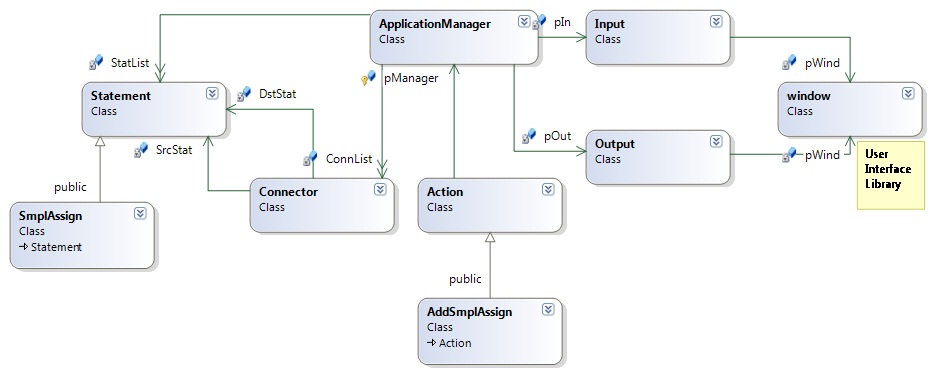 ApplicationManager
Class
pIn
Input
Class
StatList
pManager
pWind
Statement
Class
DstStat
window
Class
SrcStat
ConnList
pOut
Output
Class
pWind
User
Interface
Library
public
Connector
Class
Action
Class
SmplAssign
Class
Statement
public
AddSmplAssign
Class
Action